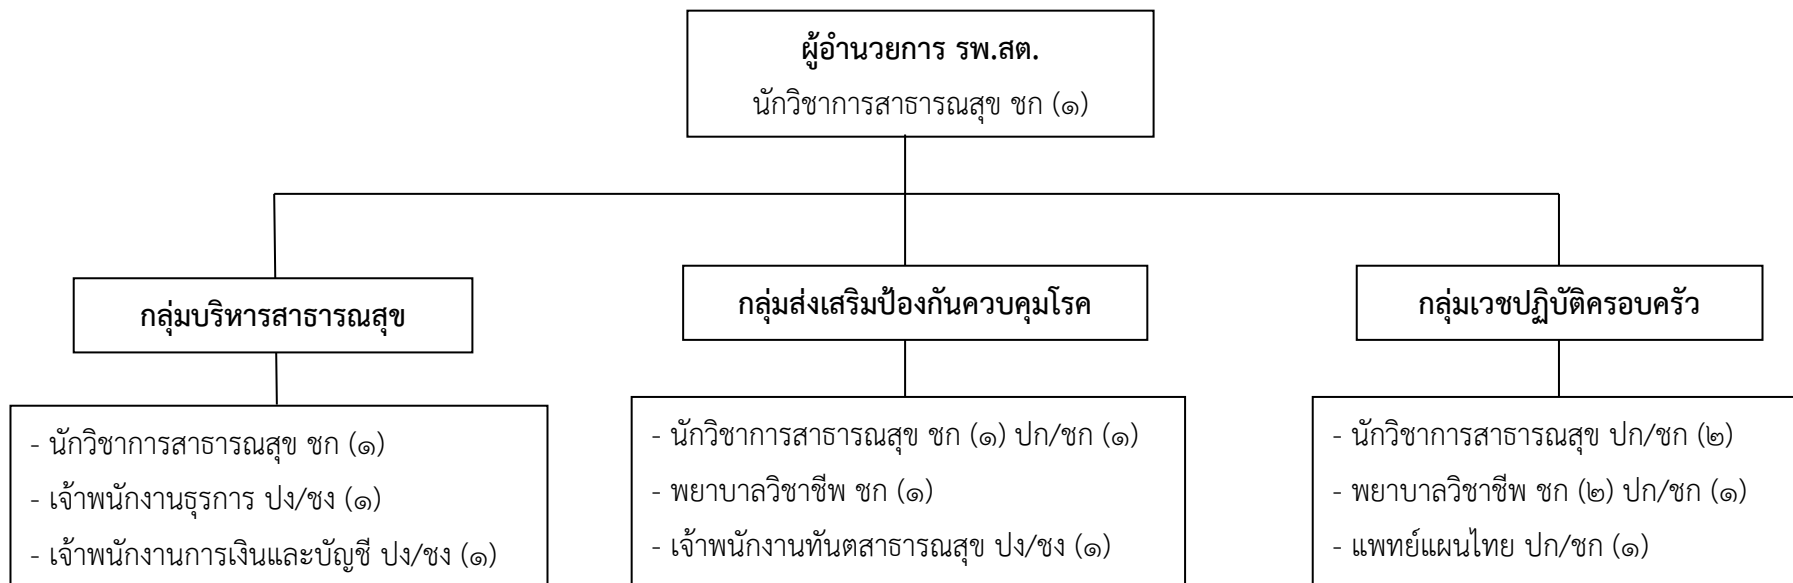 ผู้อำนวยการ รพ.สต.
นักวิชาการสาธารณสุข ชก (๑)
กลุ่มบริหารสาธารณสุข
- นักวิชาการสาธารณสุข ชก (๑)
- เจ้าพนักงานธุรการ ปง/ชง (๑)
- เจ้าพนักงานการเงินและบัญชี ปง/ชง (๑)
กลุ่มส่งเสริมป้องกันควบคุมโรค
- นักวิชาการสาธารณสุข ชก (๑) ปก/ชก (๑)
- พยาบาลวิชาชีพ ชก (๑)
- เจ้าพนักงานทันตสาธารณสุข ปง/ชง (๑)
กลุ่มเวชปฏิบัติครอบครัว
- นักวิชาการสาธารณสุข ปก/ชก (๒)
- พยาบาลวิชาชีพ ชก (๒) ปก/ชก (๑)
- แพทย์แผนไทย ปก/ชก (๑)